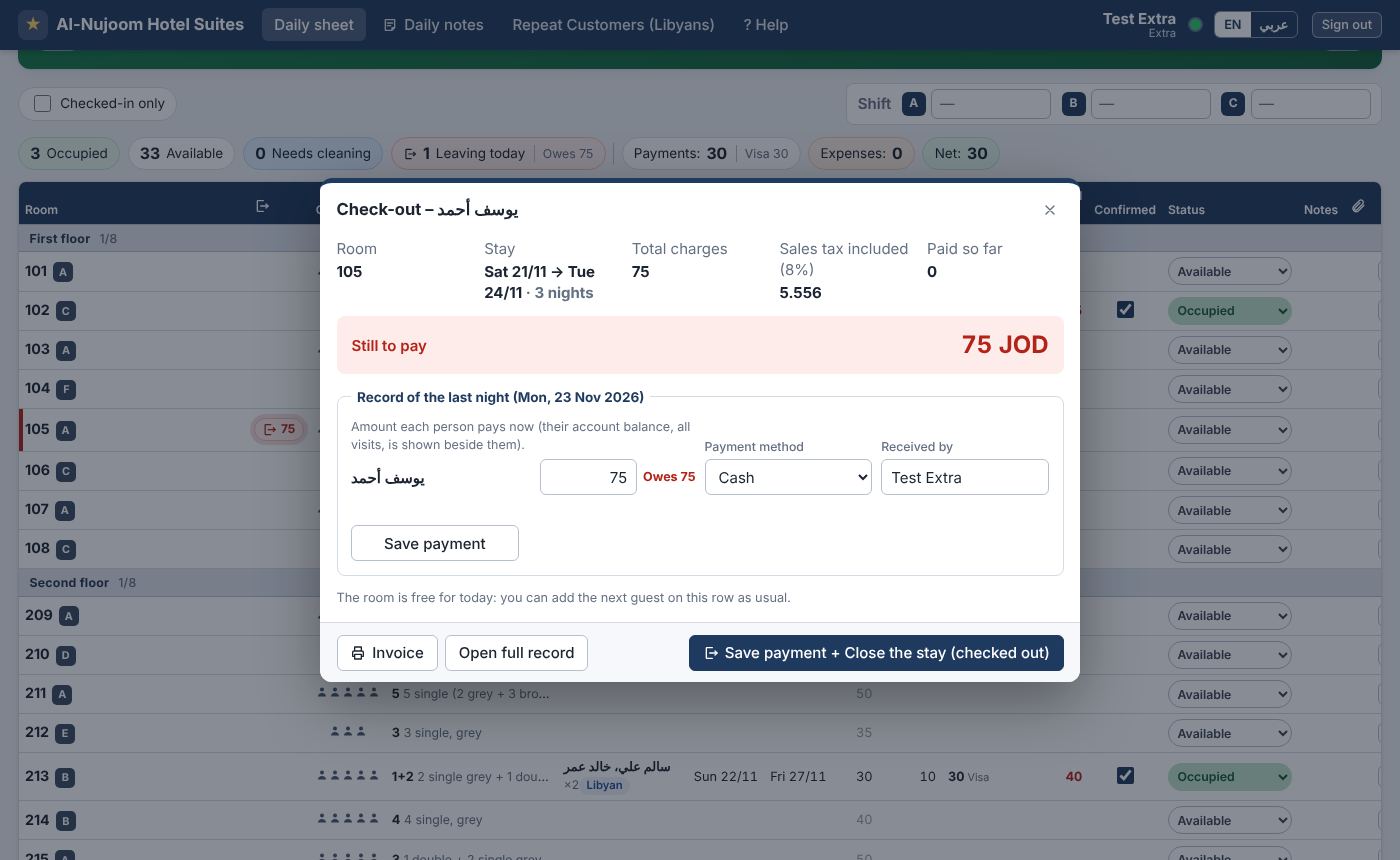 Al-Nujoom Hotel Suites
Daily sheet
Daily notes
Repeat Customers (Libyans)
? Help
Test Extra
Extra
EN
عربي
Sign out
Checked-in only
Shift A — B — C —
3 Occupied
33 Available
0 Needs cleaning
1 Leaving today Owes 75
Payments: 30 Visa 30
Expenses: 0
Net: 30
Room
Confirmed Status Notes
First floor 1/8
101 A Available
102 C Occupied
103 A Available
104 F Available
105 A 75 Available
106 C Available
107 A Available
108 C Available
Second floor 1/8
209 A Available
210 D Available
211 A 5 5 single (2 grey + 3 bro... 50 Available
212 E 3 3 single, grey 35 Available
213 B 1+2 2 single grey + 1 dou... سالم علي، خالد عمر Sun 22/11 Fri 27/11 30 10 30 Visa 40 Occupied
×2 Libyan
214 B 4 4 single, grey 40 Available
215 A 3 1 double + 2 single grey 50 Available
Check-out – يوسف أحمد
Room
105
Stay
Sat 21/11 → Tue
24/11 · 3 nights
Total charges
75
Sales tax included
(8%)
5.556
Paid so far
0
Still to pay
75 JOD
Record of the last night (Mon, 23 Nov 2026)
Amount each person pays now (their account balance, all
visits, is shown beside them).
يوسف أحمد
75
Owes 75
Payment method
Cash
Received by
Test Extra
Save payment
The room is free for today: you can add the next guest on this row as usual.
Invoice
Open full record
Save payment + Close the stay (checked out)